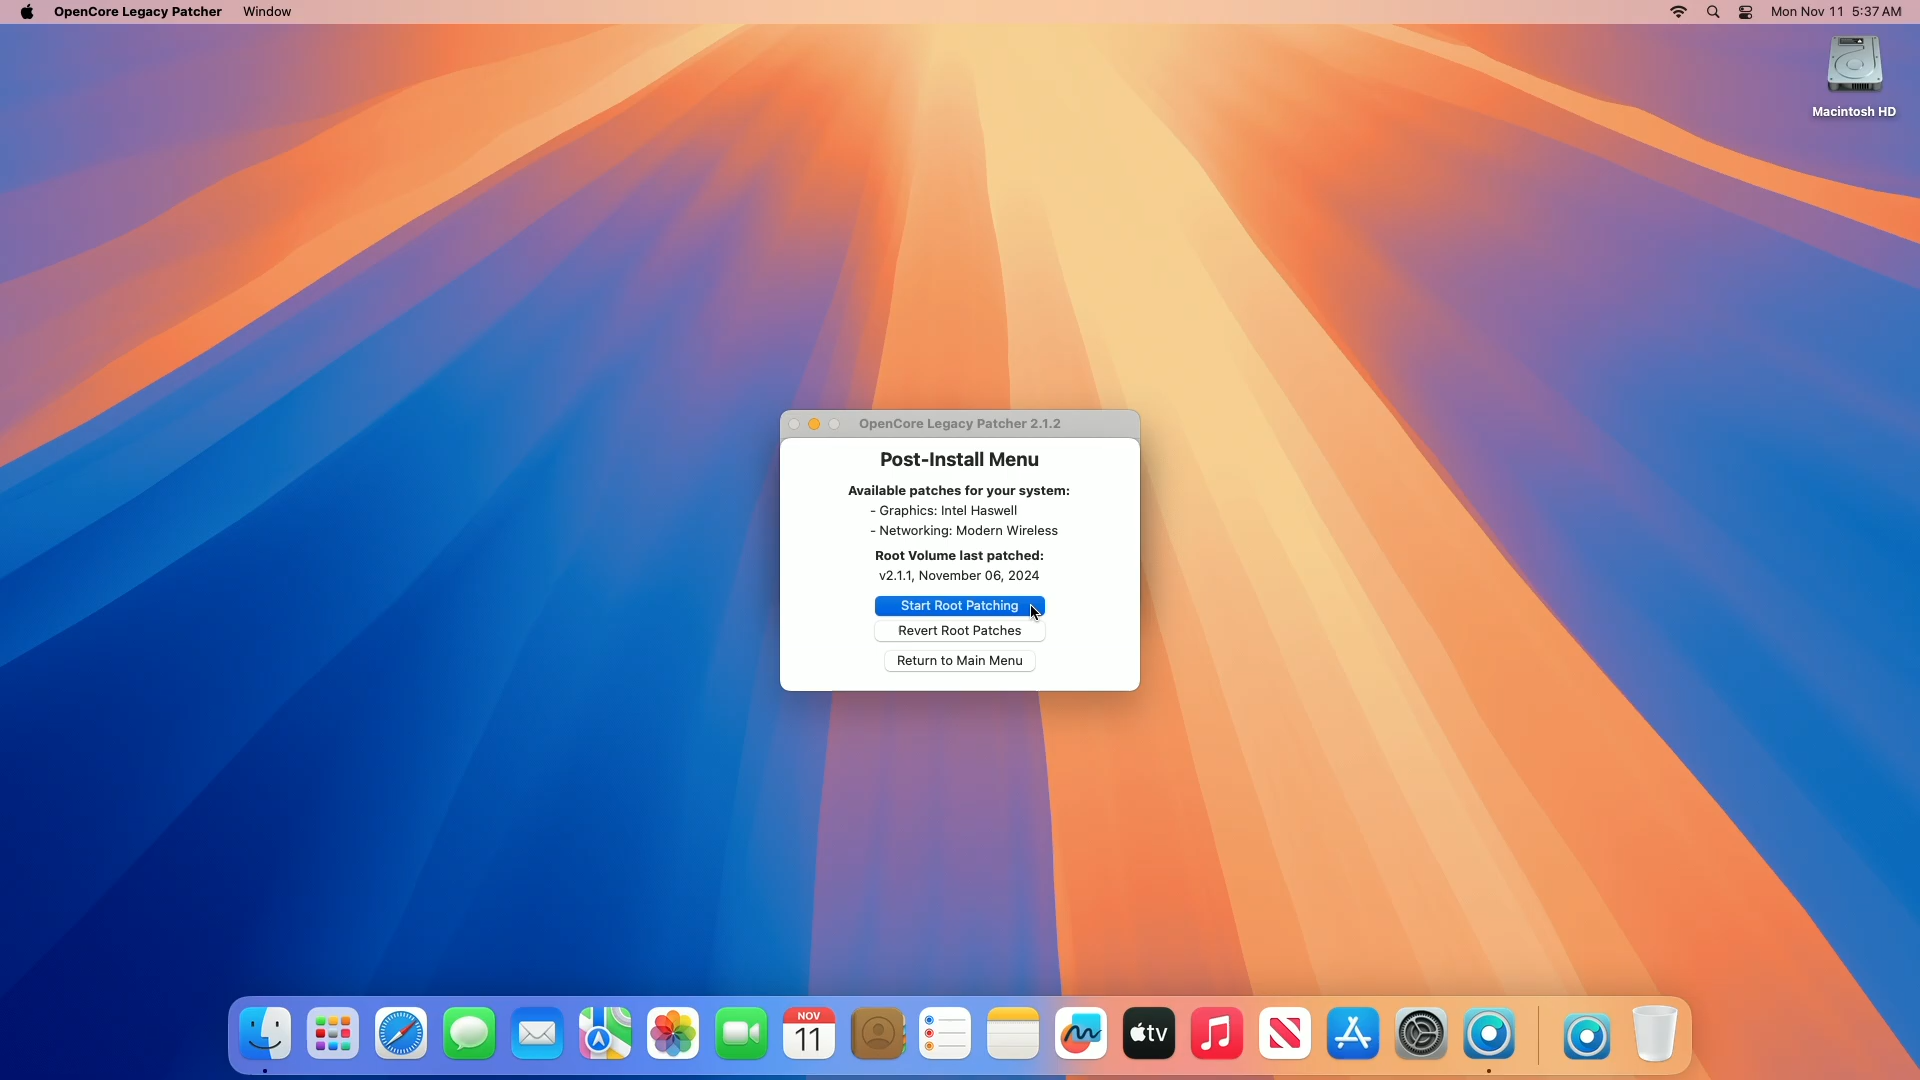 OpenCore Legacy Patcher Window Mon Nov 11 5:37 AM
Macintosh HD
OpenCore Legacy Patcher 2.1.2
Post-Install Menu
Available patches for your system:
- Graphics: Intel Haswell
- Networking: Modern Wireless
Root Volume last patched:
v2.1.1, November 06, 2024
Start Root Patching
Revert Root Patches
Return to Main Menu
NOV
11
tv